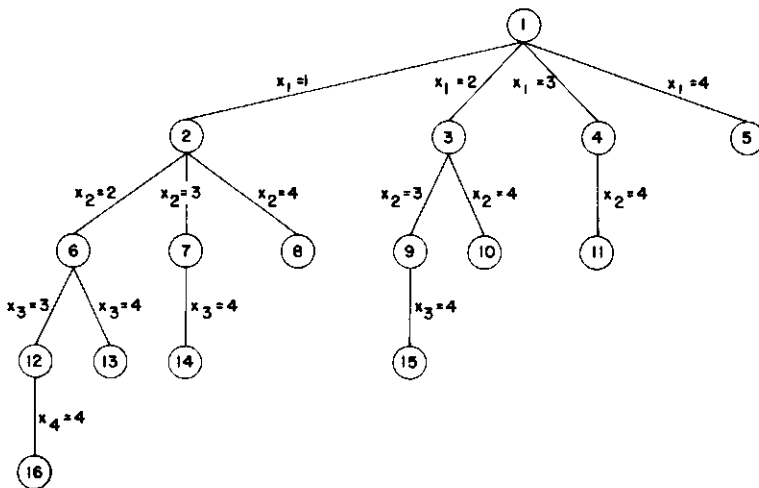 1
x₁=1
x₁=2
x₁=3
x₁=4
2
3
4
5
x₂=2
x₂=3
x₂=4
x₂=3
x₂=4
x₂=4
6
7
8
9
10
11
x₃=3
x₃=4
x₃=4
x₃=4
12
13
14
15
x₄=4
16